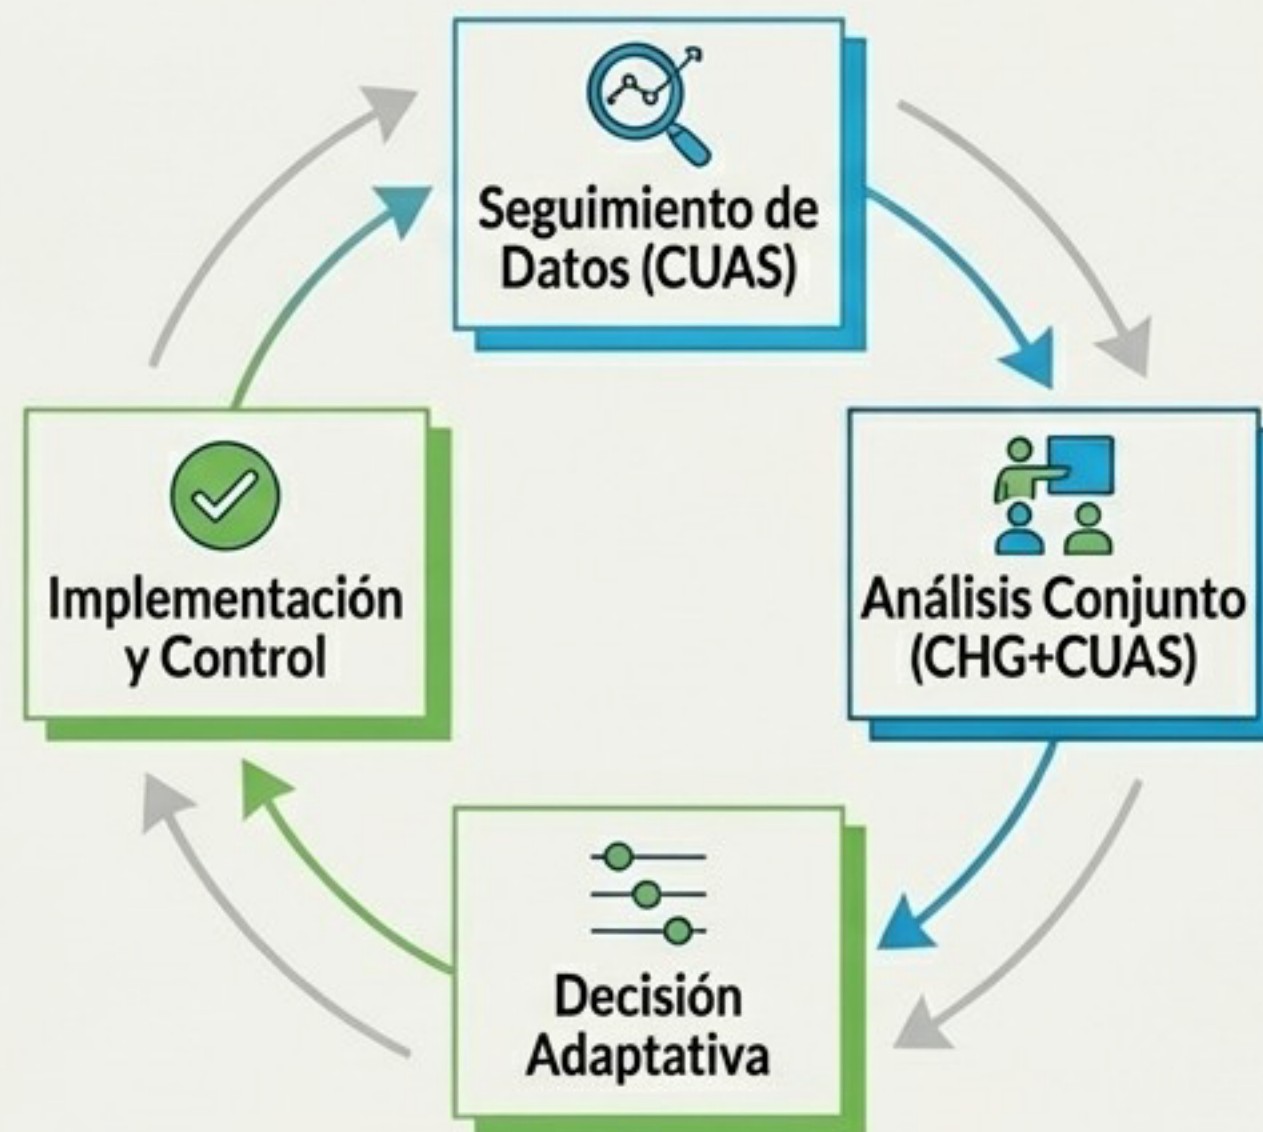 Seguimiento de
Datos (CUAS)
Implementación
y Control
Análisis Conjunto
(CHG+CUAS)
Decisión
Adaptativa